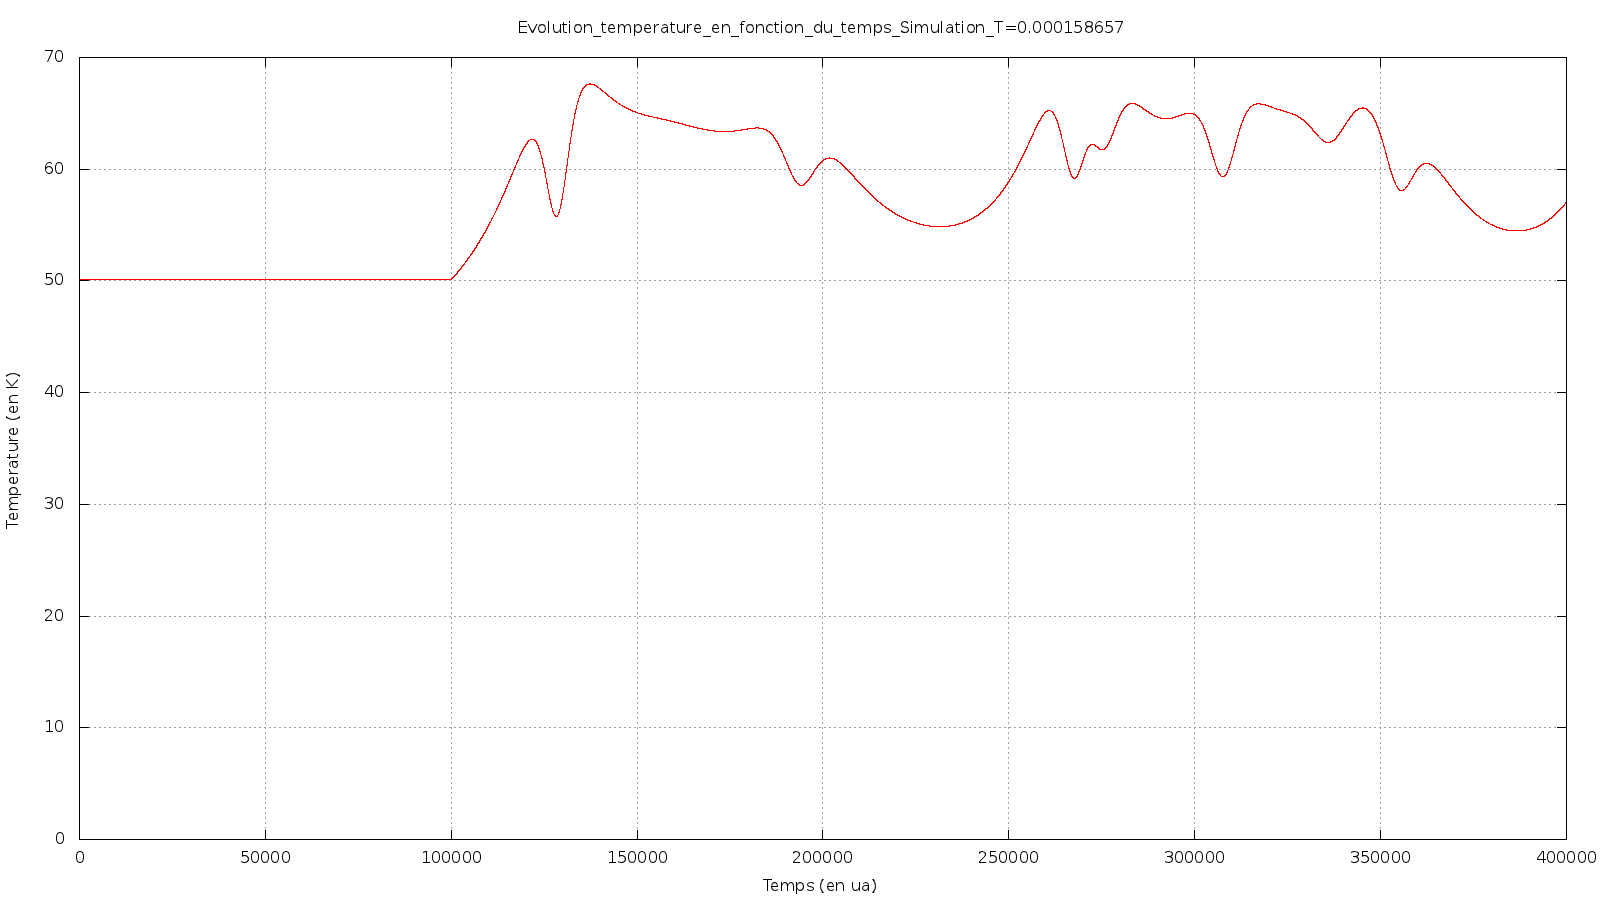 Evolution_temperature_en_fonction_du_temps_Simulation_T=0.000158657
70
60
50
40
30
20
10
0
Temperature (en K)
0 50000 100000 150000 200000 250000 300000 350000 400000
Temps (en ua)